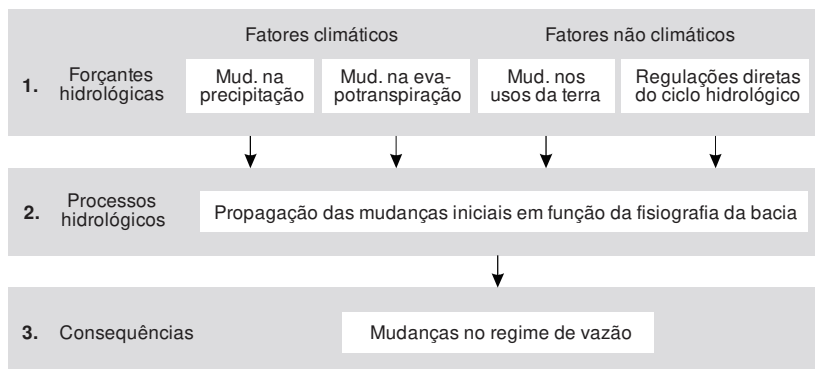 Fatores climáticos Fatores não climáticos
1. Forçantes hidrológicas
Mud. na
precipitação
Mud. na eva-
potranspiração
Mud. nos
usos da terra
Regulações diretas
do ciclo hidrológico
2. Processos hidrológicos
Propagação das mudanças iniciais em função da fisiografia da bacia
3. Consequências
Mudanças no regime de vazão